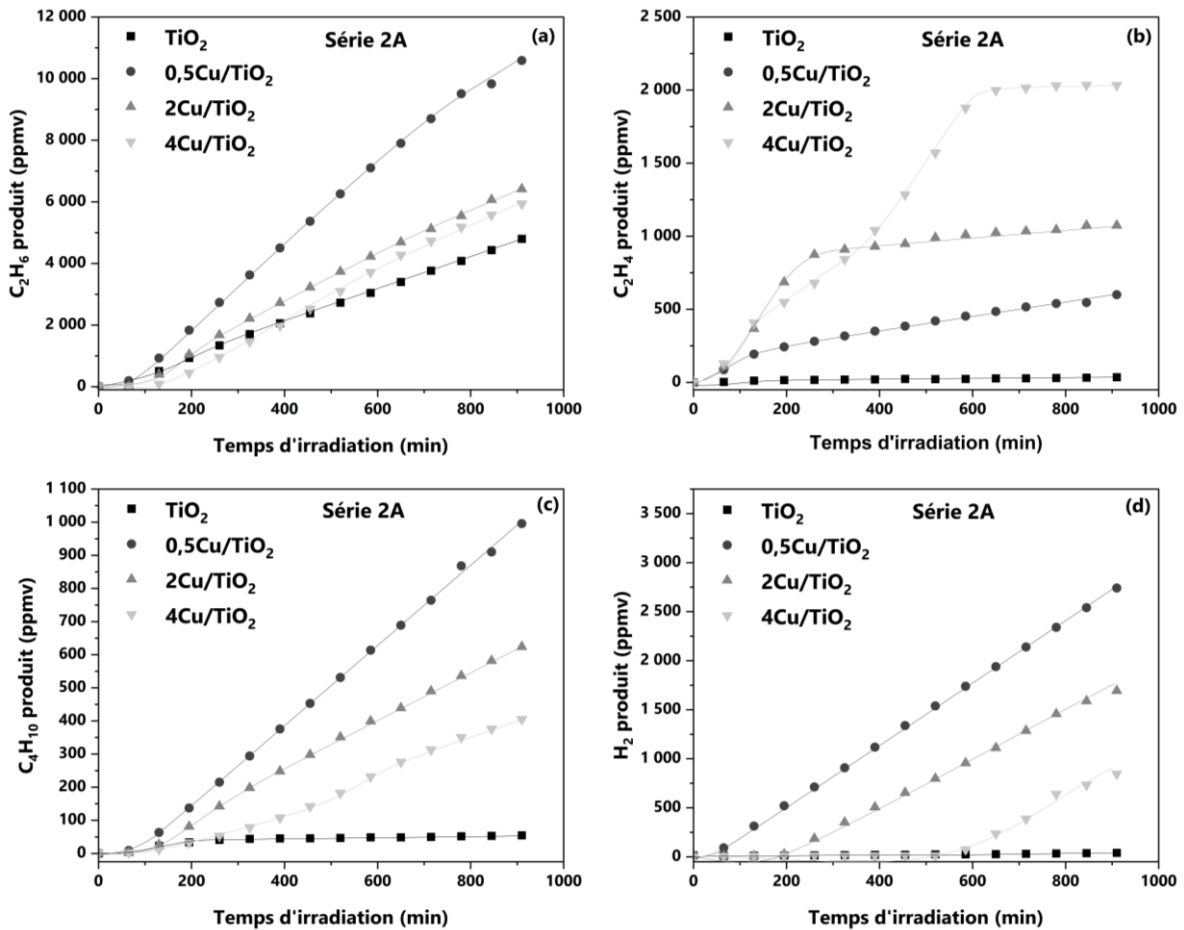 12 000
10 000
8 000
6 000
4 000
2 000
0
C₂H₆ produit (ppmv)
TiO₂
0,5Cu/TiO₂
2Cu/TiO₂
4Cu/TiO₂
Série 2A
(a)
0 200 400 600 800 1000
Temps d'irradiation (min)
2 500
2 000
1 500
1 000
500
0
C₂H₄ produit (ppmv)
TiO₂
0,5Cu/TiO₂
2Cu/TiO₂
4Cu/TiO₂
Série 2A
(b)
0 200 400 600 800 1000
Temps d'irradiation (min)
1 100
1 000
900
800
700
600
500
400
300
200
100
0
C₄H₁₀ produit (ppmv)
TiO₂
0,5Cu/TiO₂
2Cu/TiO₂
4Cu/TiO₂
Série 2A
(c)
0 200 400 600 800 1000
Temps d'irradiation (min)
3 500
3 000
2 500
2 000
1 500
1 000
500
0
H₂ produit (ppmv)
TiO₂
0,5Cu/TiO₂
2Cu/TiO₂
4Cu/TiO₂
Série 2A
(d)
0 200 400 600 800 1000
Temps d'irradiation (min)